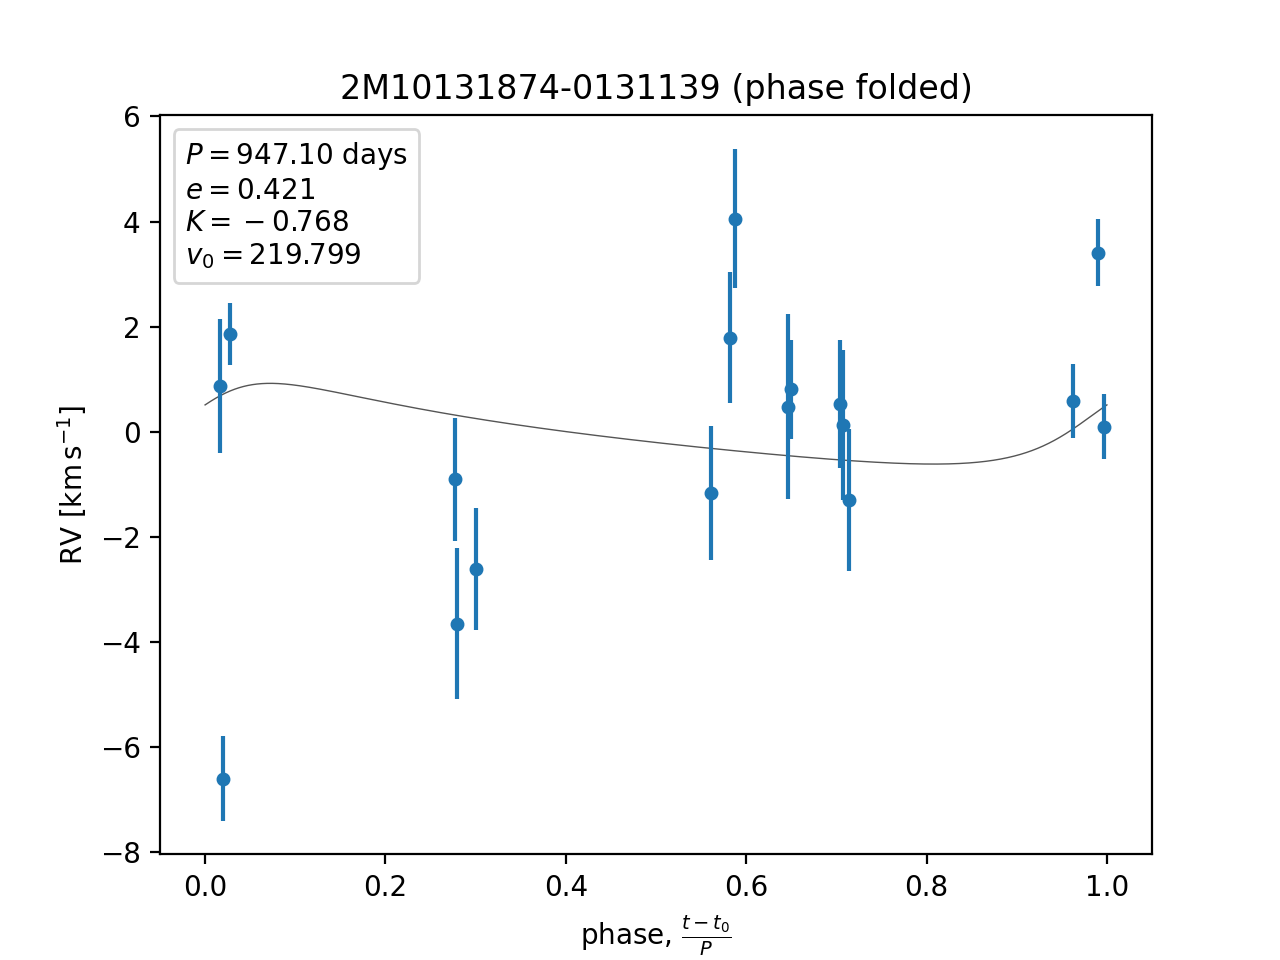 2M10131874-0131139 (phase folded)
P = 947.10 days
e = 0.421
K = −0.768
v₀ = 219.799
6
4
2
0
−2
−4
−6
−8
RV [km s⁻¹]
0.0 0.2 0.4 0.6 0.8 1.0
phase, (t − t₀)/P